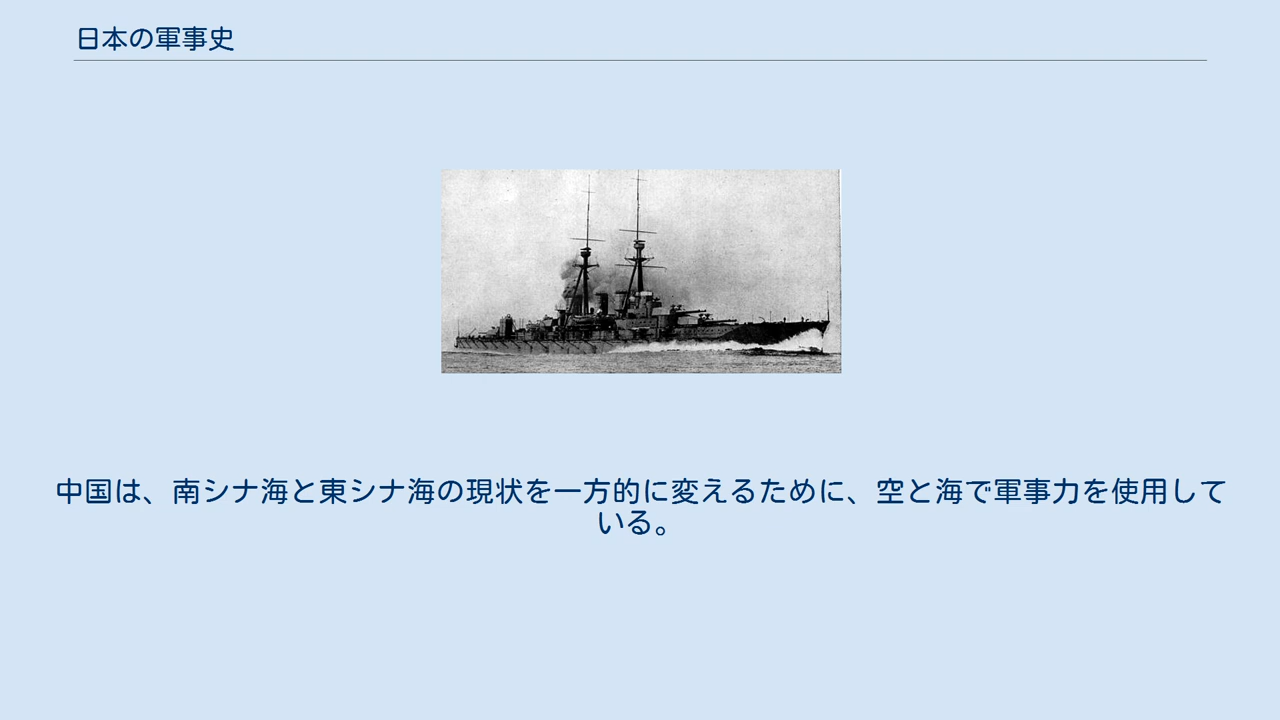 日本の軍事史
中国は、南シナ海と東シナ海の現状を一方的に変えるために、空と海で軍事力を使用して
いる。